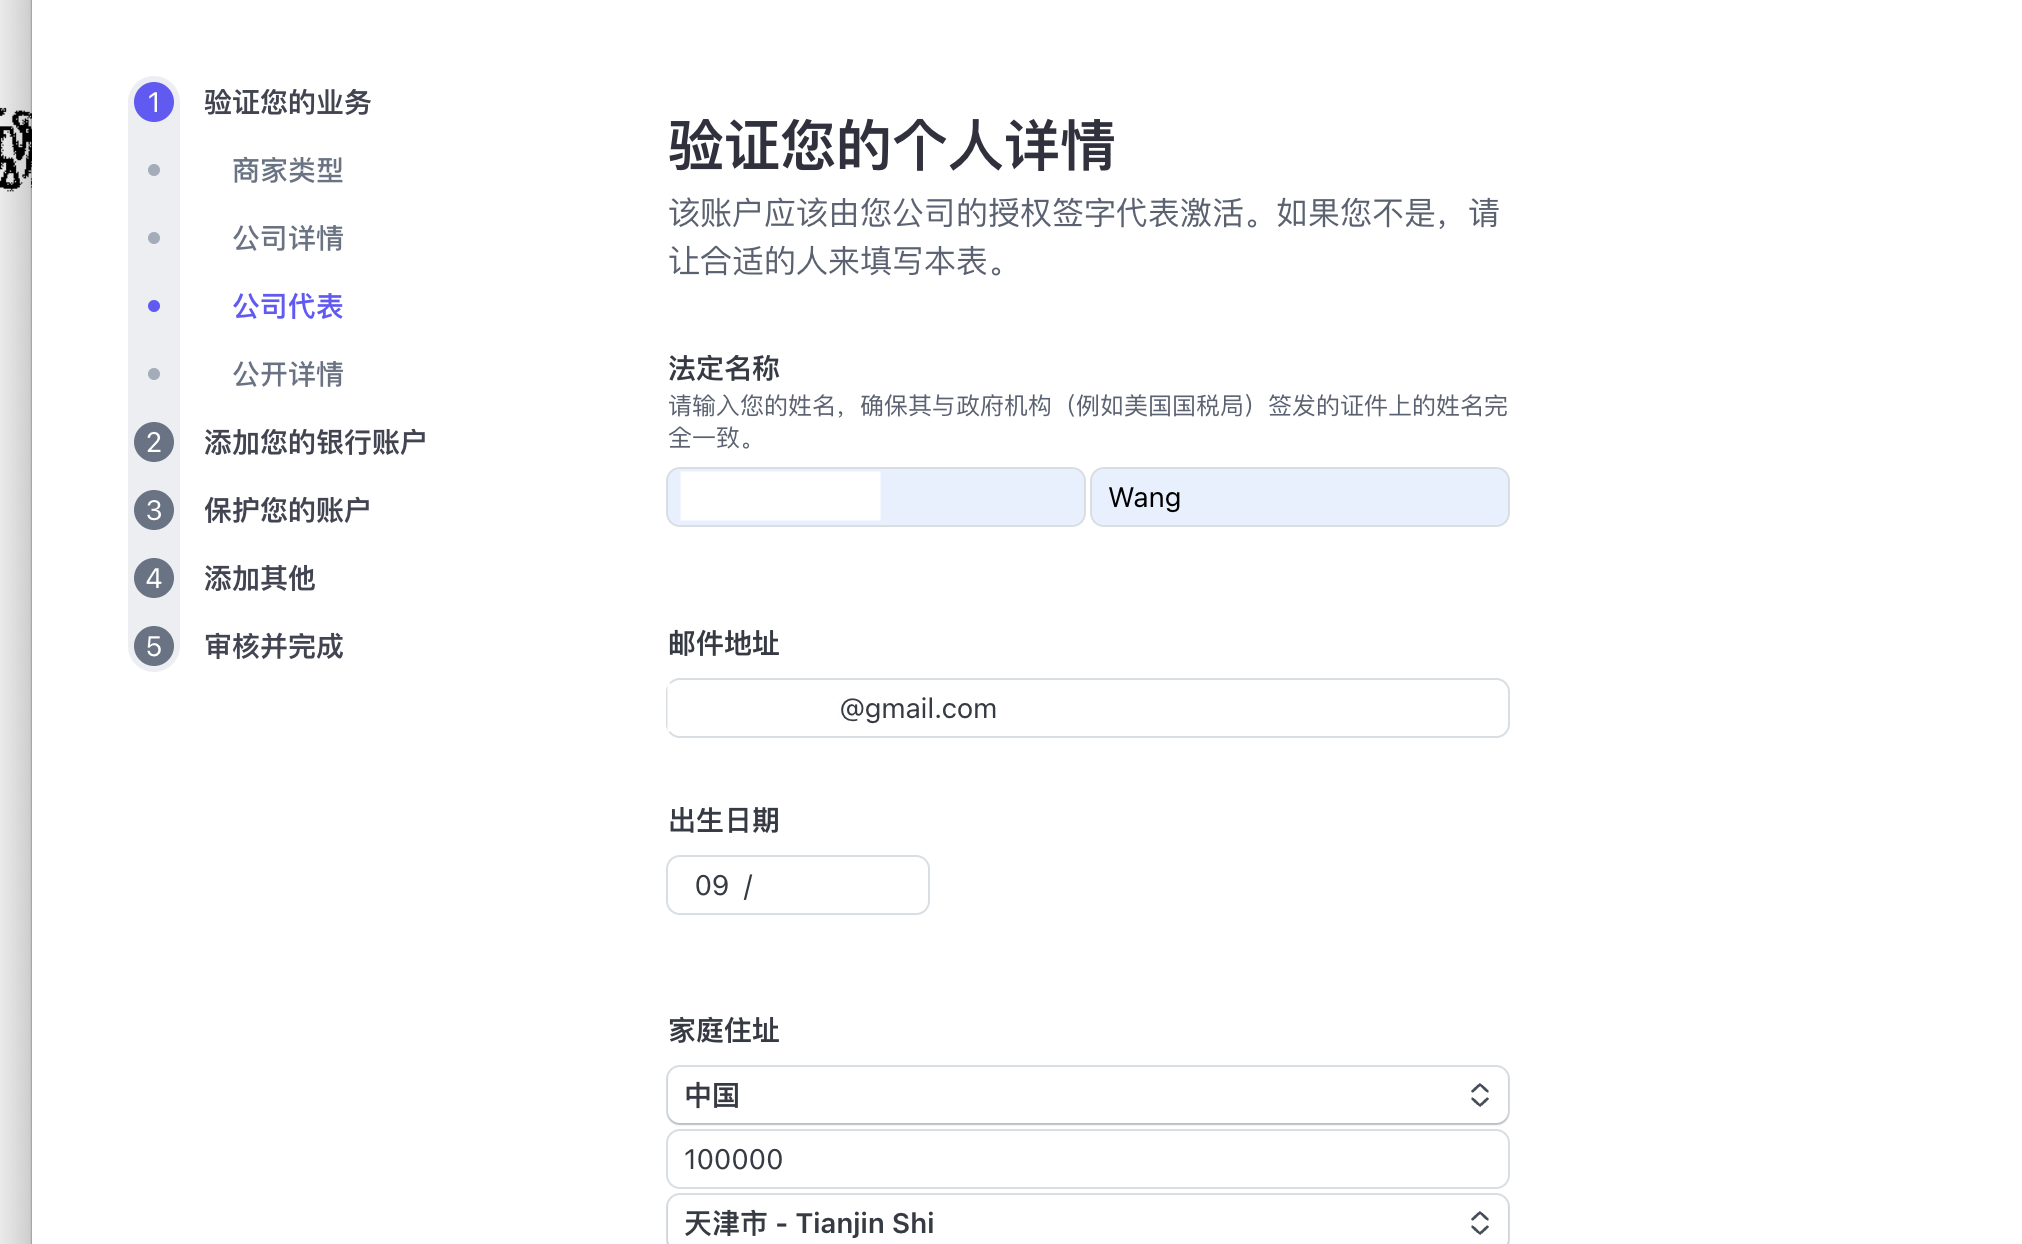 1 验证您的业务
商家类型
公司详情
公司代表
公开详情
2 添加您的银行账户
3 保护您的账户
4 添加其他
5 审核并完成
验证您的个人详情
该账户应该由您公司的授权签字代表激活。如果您不是，请
让合适的人来填写本表。
法定名称
请输入您的姓名，确保其与政府机构（例如美国国税局）签发的证件上的姓名完
全一致。
Wang
邮件地址
@gmail.com
出生日期
09 /
家庭住址
中国
100000
天津市 - Tianjin Shi